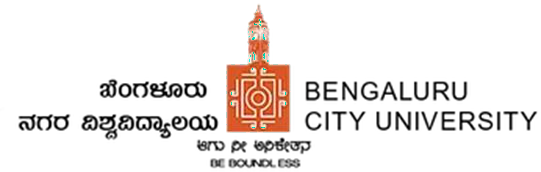 ಬೆಂಗಳೂರು
ನಗರ ವಿಶ್ವವಿದ್ಯಾಲಯ
BENGALURU
CITY UNIVERSITY
ಆಗು ನೀ ಅನಿಕೇತನ
BE BOUNDLESS